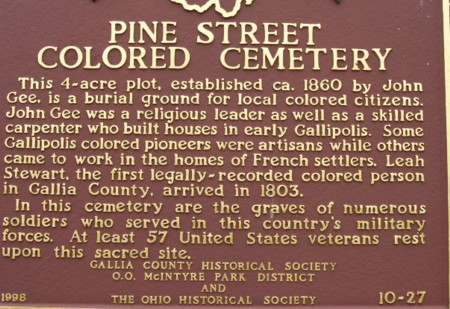 PINE STREET
COLORED CEMETERY
This 4-acre plot, established ca. 1860 by John
Gee, is a burial ground for local colored citizens.
John Gee was a religious leader as well as a skilled
carpenter who built houses in early Gallipolis. Some
Gallipolis colored pioneers were artisans while others
came to work in the homes of French settlers. Leah
Stewart, the first legally-recorded colored person
in Gallia County, arrived in 1803.
In this cemetery are the graves of numerous
soldiers who served in this country's military
forces. At least 57 United States veterans rest
upon this sacred site.
GALLIA COUNTY HISTORICAL SOCIETY
O.O. McINTYRE PARK DISTRICT
AND
1998 THE OHIO HISTORICAL SOCIETY 10-27